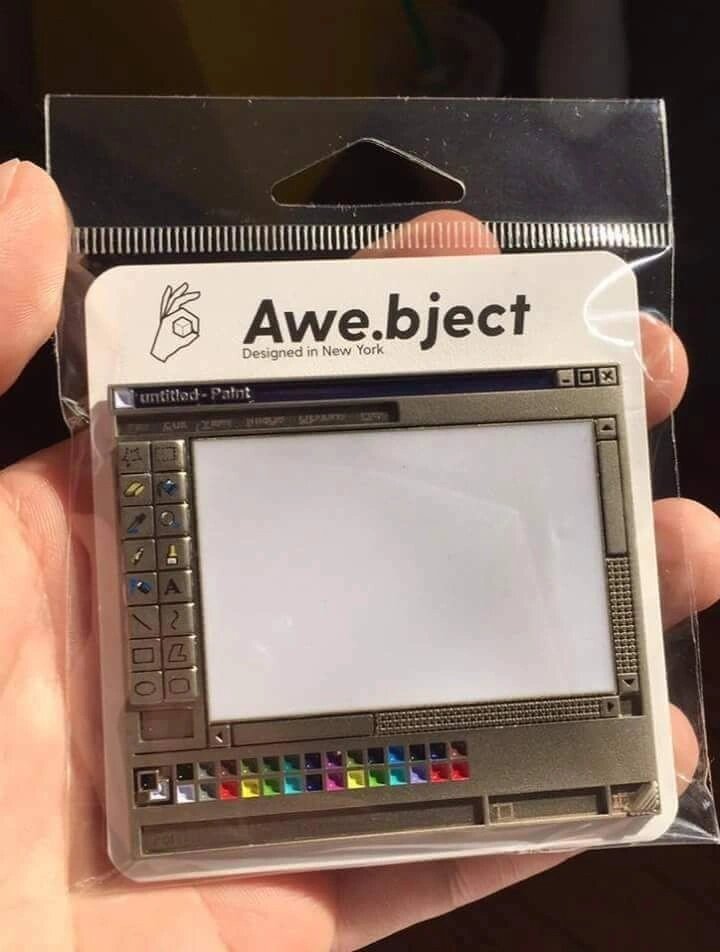 Awe.bject
Designed in New York
untitled - Paint
A